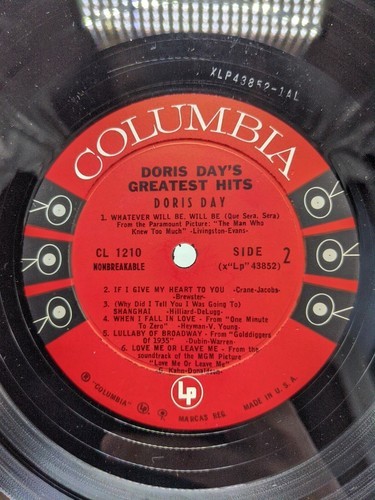 XLP43852-1AL
COLUMBIA
DORIS DAY'S
GREATEST HITS
DORIS DAY
1. WHATEVER WILL BE, WILL BE (Que Sera, Sera)
From the Paramount Picture: "The Man Who
Knew Too Much" -Livingston-Evans-
CL 1210
NONBREAKABLE
SIDE 2
(x"Lp" 43852)
2. IF I GIVE MY HEART TO YOU -Crane-Jacobs-
Brewster-
3. (Why Did I Tell You I Was Going To)
SHANGHAI -Hilliard-DeLugg-
4. WHEN I FALL IN LOVE - From "One Minute
To Zero" -Heyman-V. Young-
5. LULLABY OF BROADWAY - From "Golddiggers
Of 1935" -Dubin-Warren-
6. LOVE ME OR LEAVE ME - From the
soundtrack of the MGM Picture
"Love Me Or Leave Me"
G. Kahn-Donaldson-
LP
® "COLUMBIA" ® MARCAS REG. MADE IN U.S.A.